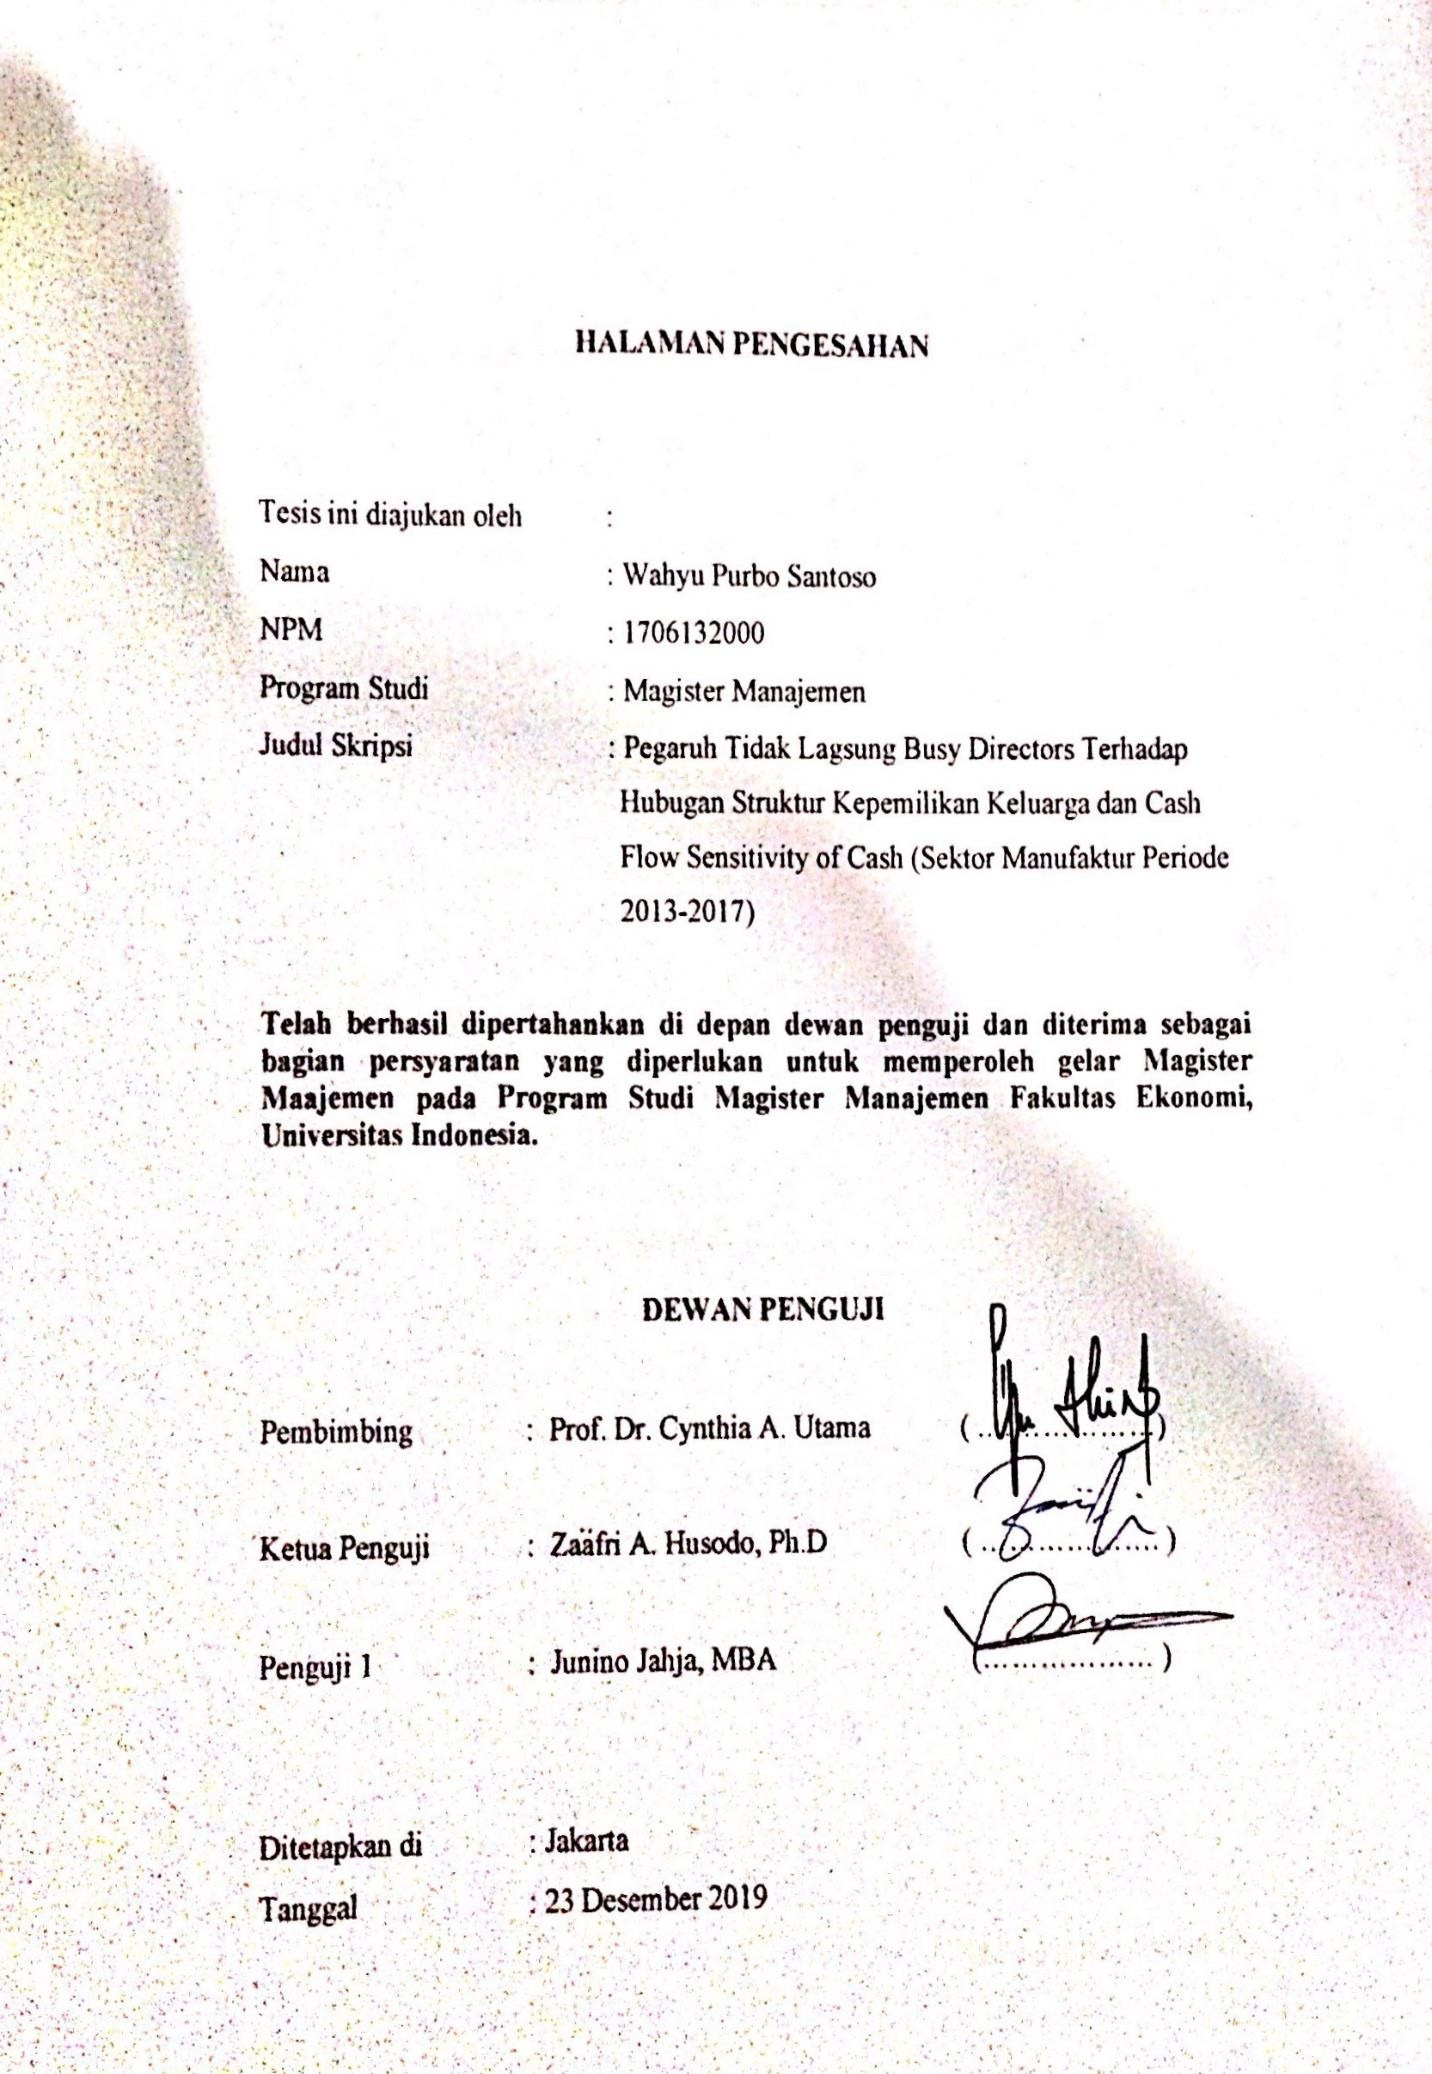 HALAMAN PENGESAHAN
Tesis ini diajukan oleh :
Nama : Wahyu Purbo Santoso
NPM : 1706132000
Program Studi : Magister Manajemen
Judul Skripsi : Pegaruh Tidak Lagsung Busy Directors Terhadap
Hubugan Struktur Kepemilikan Keluarga dan Cash
Flow Sensitivity of Cash (Sektor Manufaktur Periode
2013-2017)
Telah berhasil dipertahankan di depan dewan penguji dan diterima sebagai
bagian persyaratan yang diperlukan untuk memperoleh gelar Magister
Maajemen pada Program Studi Magister Manajemen Fakultas Ekonomi,
Universitas Indonesia.
DEWAN PENGUJI
Pembimbing : Prof. Dr. Cynthia A. Utama (....................)
Ketua Penguji : Zaäfri A. Husodo, Ph.D (....................)
Penguji 1 : Junino Jahja, MBA (...................)
Ditetapkan di : Jakarta
Tanggal : 23 Desember 2019